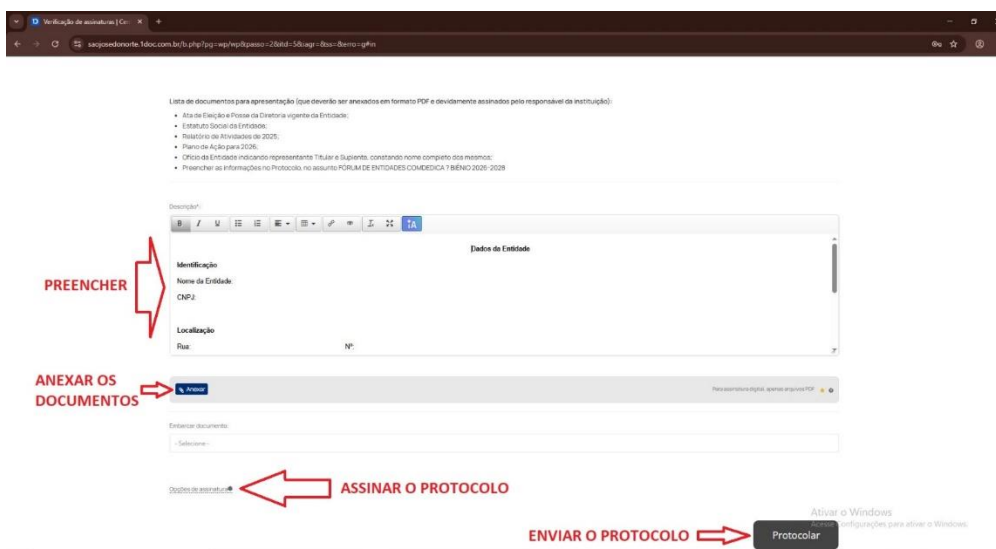 Verificação de assinaturas | Con
saojosedonorte.1doc.com.br/b.php?pg=wp/wp&passo=2&itd=5&iagr=&ss=&erro=g#in
Lista de documentos para apresentação (que deverão ser anexados em formato PDF e devidamente assinados pelo responsável da instituição):
Ata de Eleição e Posse da Diretoria vigente da Entidade;
Estatuto Social da Entidade;
Relatório de Atividades de 2025;
Plano de Ação para 2026;
Ofício da Entidade indicando representante Titular e Suplente, constando nome completo dos mesmos;
Preencher as informações no Protocolo, no assunto FÓRUM DE ENTIDADES COMDEDICA ? BIÊNIO 2026-2028
Descrição*:
B I U
Dados da Entidade
Identificação
Nome da Entidade:
CNPJ:
PREENCHER
Localização
Rua: Nº:
ANEXAR OS
DOCUMENTOS
Anexar
Para assinatura digital, apenas arquivos PDF
Embarcar documento:
- Selecione -
Opções de assinatura
ASSINAR O PROTOCOLO
Ativar o Windows
Acesse Configurações para ativar o Windows.
ENVIAR O PROTOCOLO
Protocolar